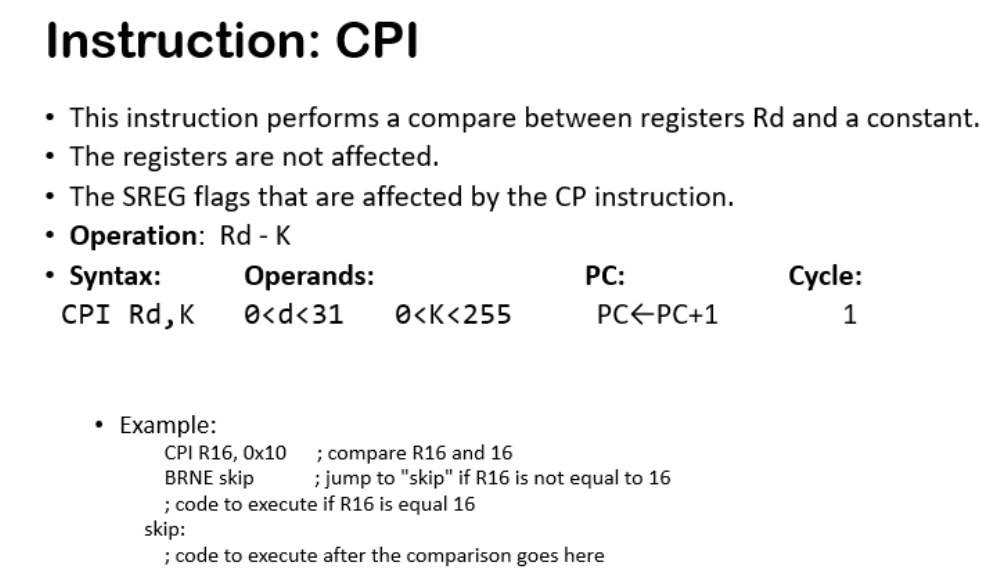 Instruction: CPI
• This instruction performs a compare between registers Rd and a constant.
• The registers are not affected.
• The SREG flags that are affected by the CP instruction.
• Operation: Rd - K
• Syntax: Operands: PC: Cycle:
CPI Rd,K 0<d<31 0<K<255 PC←PC+1 1
• Example:
CPI R16, 0x10 ; compare R16 and 16
BRNE skip ; jump to "skip" if R16 is not equal to 16
; code to execute if R16 is equal 16
skip:
; code to execute after the comparison goes here